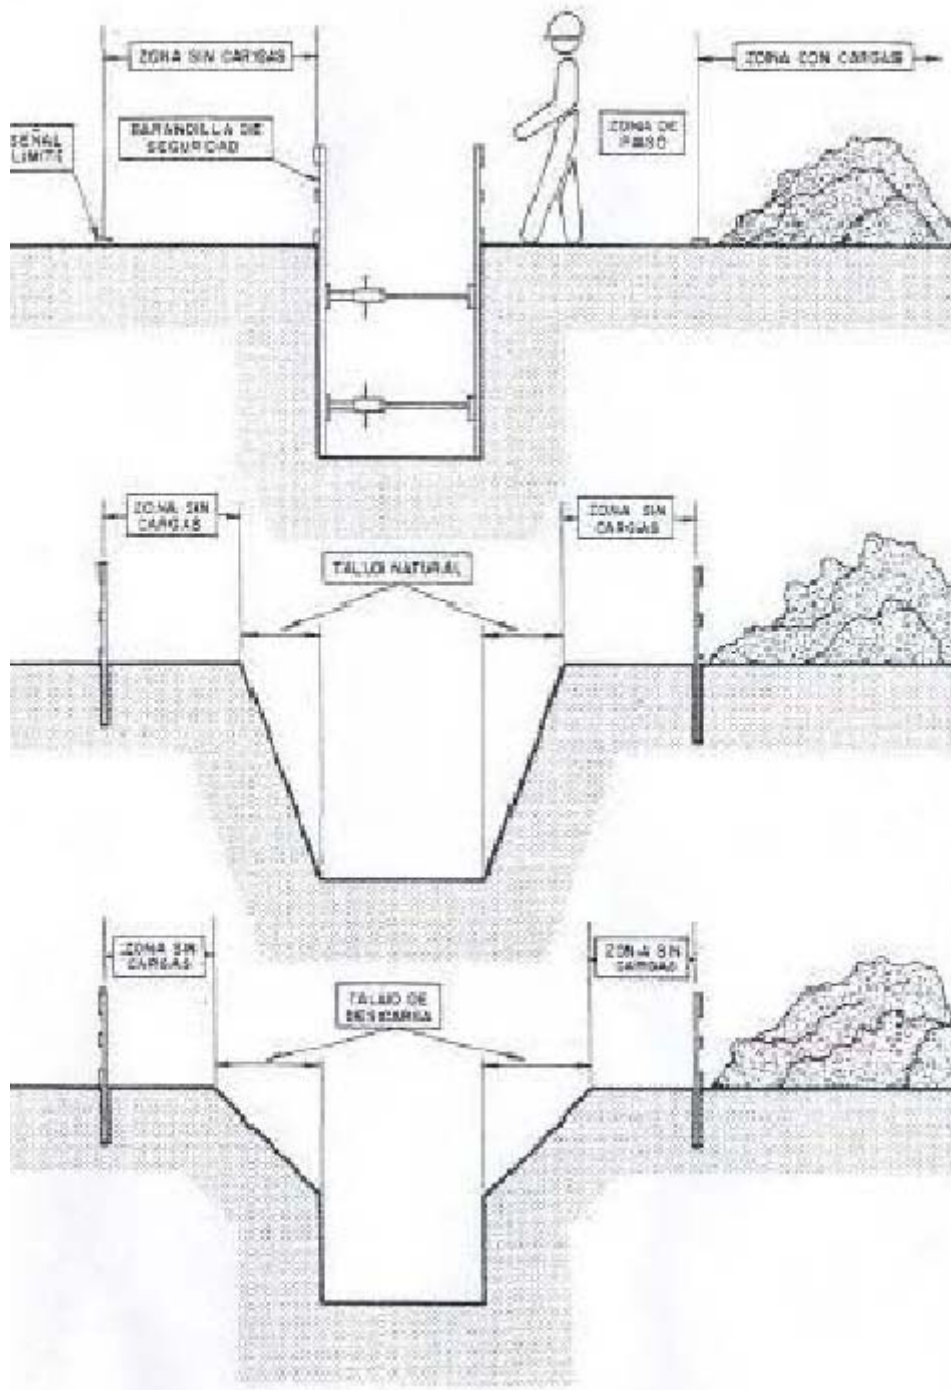 ZONA SIN CARGAS
ZONA CON CARGAS
SEÑAL
LIMITE
BARANDILLA DE
SEGURIDAD
ZONA DE
PASO
ZONA SIN
CARGAS
ZONA SIN
CARGAS
TALUD NATURAL
ZONA SIN
CARGAS
ZONA SIN
CARGAS
TALUD DE
DESCARGA